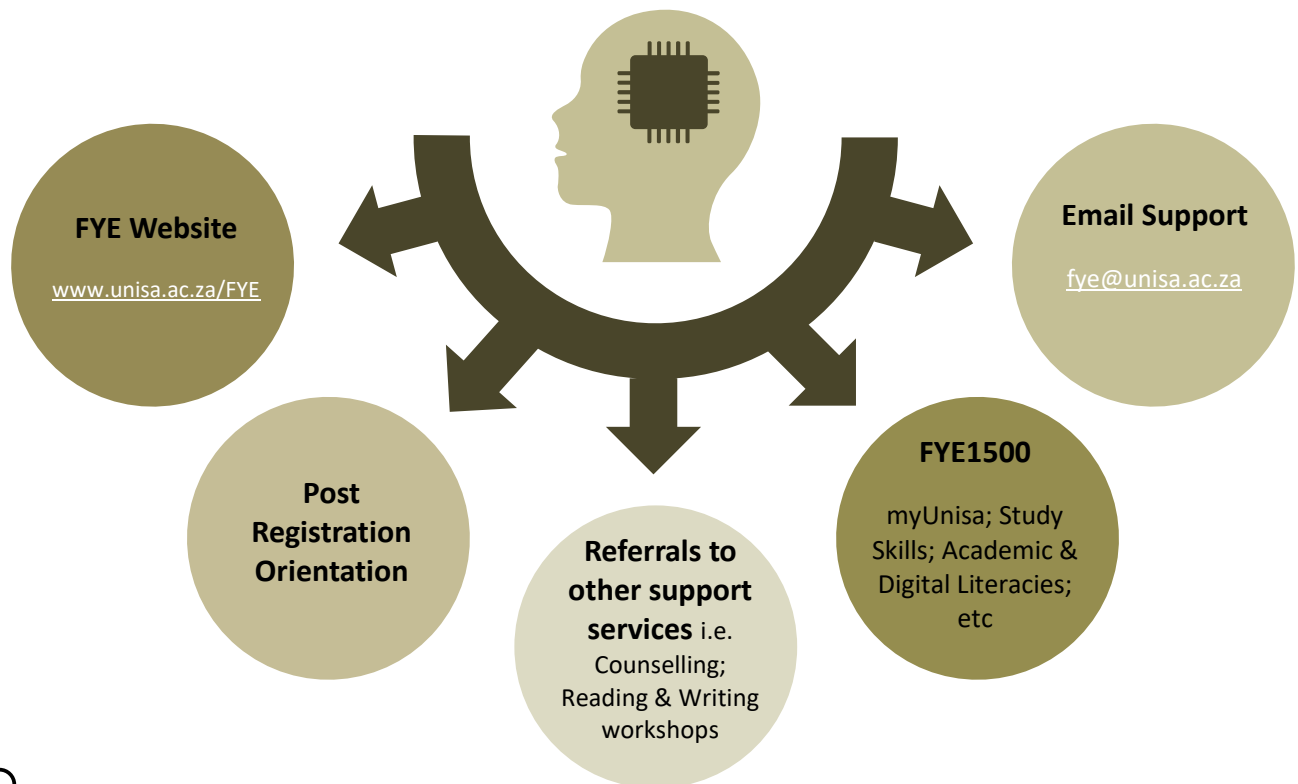 FYE Website
www.unisa.ac.za/FYE
Post
Registration
Orientation
Referrals to
other support
services i.e.
Counselling;
Reading & Writing
workshops
FYE1500
myUnisa; Study
Skills; Academic &
Digital Literacies;
etc
Email Support
fye@unisa.ac.za